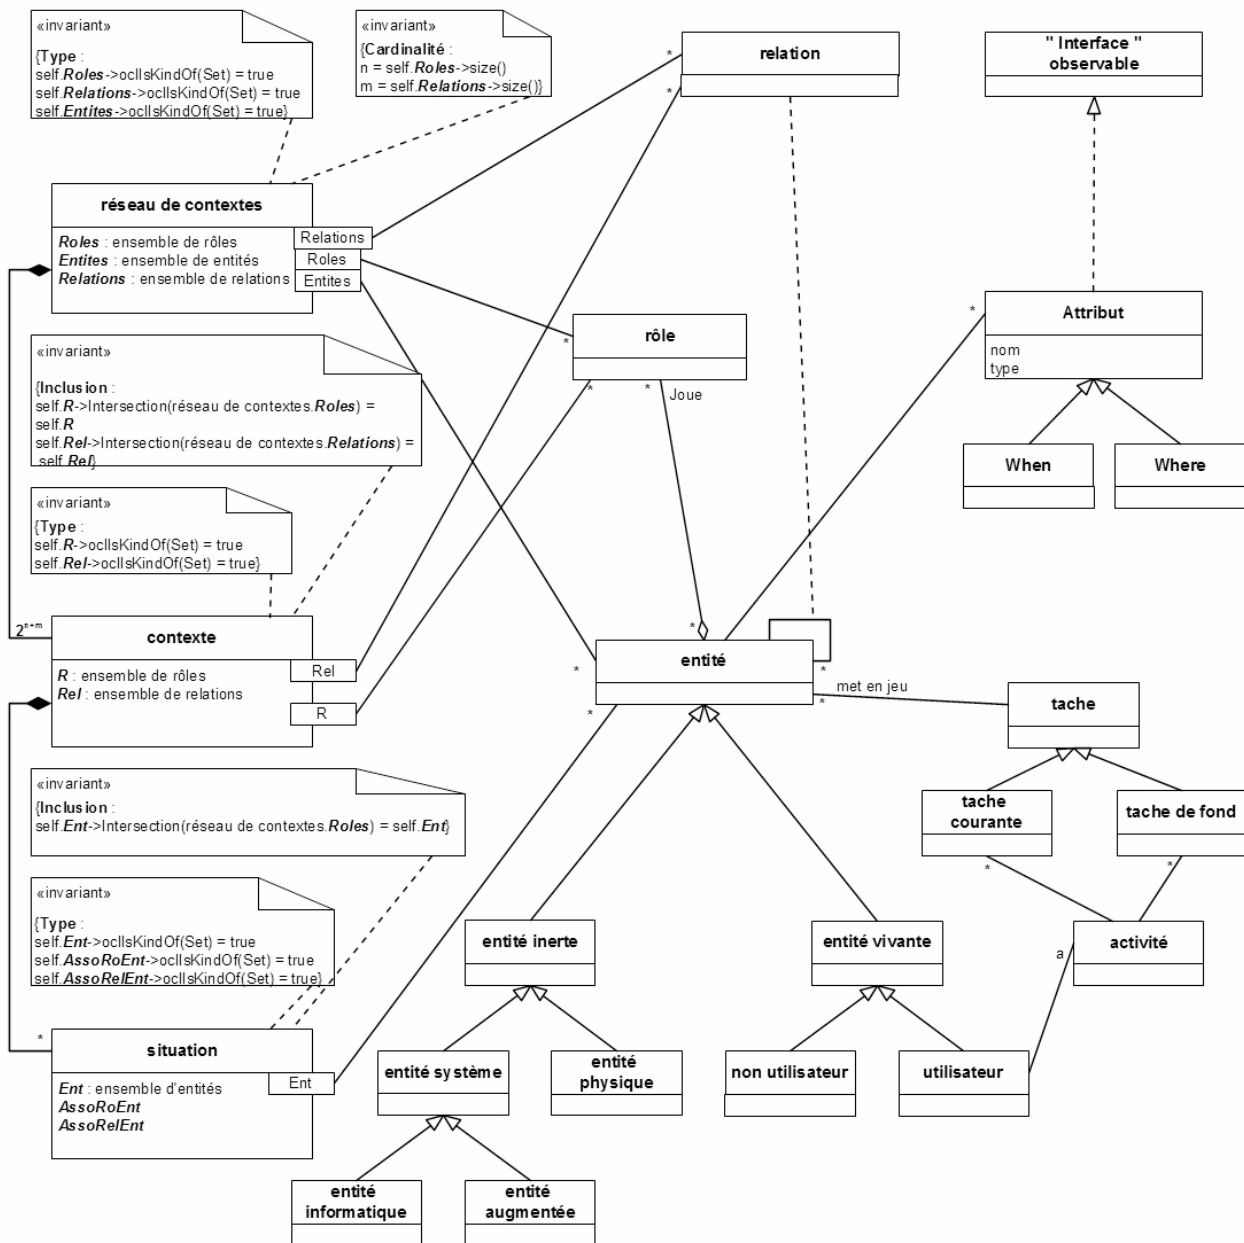 «invariant»
{Type :
self.Roles->oclIsKindOf(Set) = true
self.Relations->oclIsKindOf(Set) = true
self.Entites->oclIsKindOf(Set) = true}
«invariant»
{Cardinalité :
n = self.Roles->size()
m = self.Relations->size()}
*
*
relation
" Interface "
observable
réseau de contextes
Roles : ensemble de rôles
Entites : ensemble de entités
Relations : ensemble de relations
Relations
Roles
Entites
*
Attribut
nom
type
«invariant»
{Inclusion :
self.R->Intersection(réseau de contextes.Roles) =
self.R
self.Rel->Intersection(réseau de contextes.Relations) =
self.Rel}
*
rôle
*
*
Joue
When
Where
«invariant»
{Type :
self.R->oclIsKindOf(Set) = true
self.Rel->oclIsKindOf(Set) = true}
2n+m
contexte
R : ensemble de rôles
Rel : ensemble de relations
Rel
R
*
entité
*
*
*
*
met en jeu
tache
«invariant»
{Inclusion :
self.Ent->Intersection(réseau de contextes.Roles) = self.Ent}
tache
courante
tache de fond
*
*
«invariant»
{Type :
self.Ent->oclIsKindOf(Set) = true
self.AssoRoEnt->oclIsKindOf(Set) = true
self.AssoRelEnt->oclIsKindOf(Set) = true}
entité inerte
entité vivante
activité
a
*
situation
Ent : ensemble d'entités
AssoRoEnt
AssoRelEnt
Ent
entité système
entité
physique
non utilisateur
utilisateur
entité
informatique
entité
augmentée